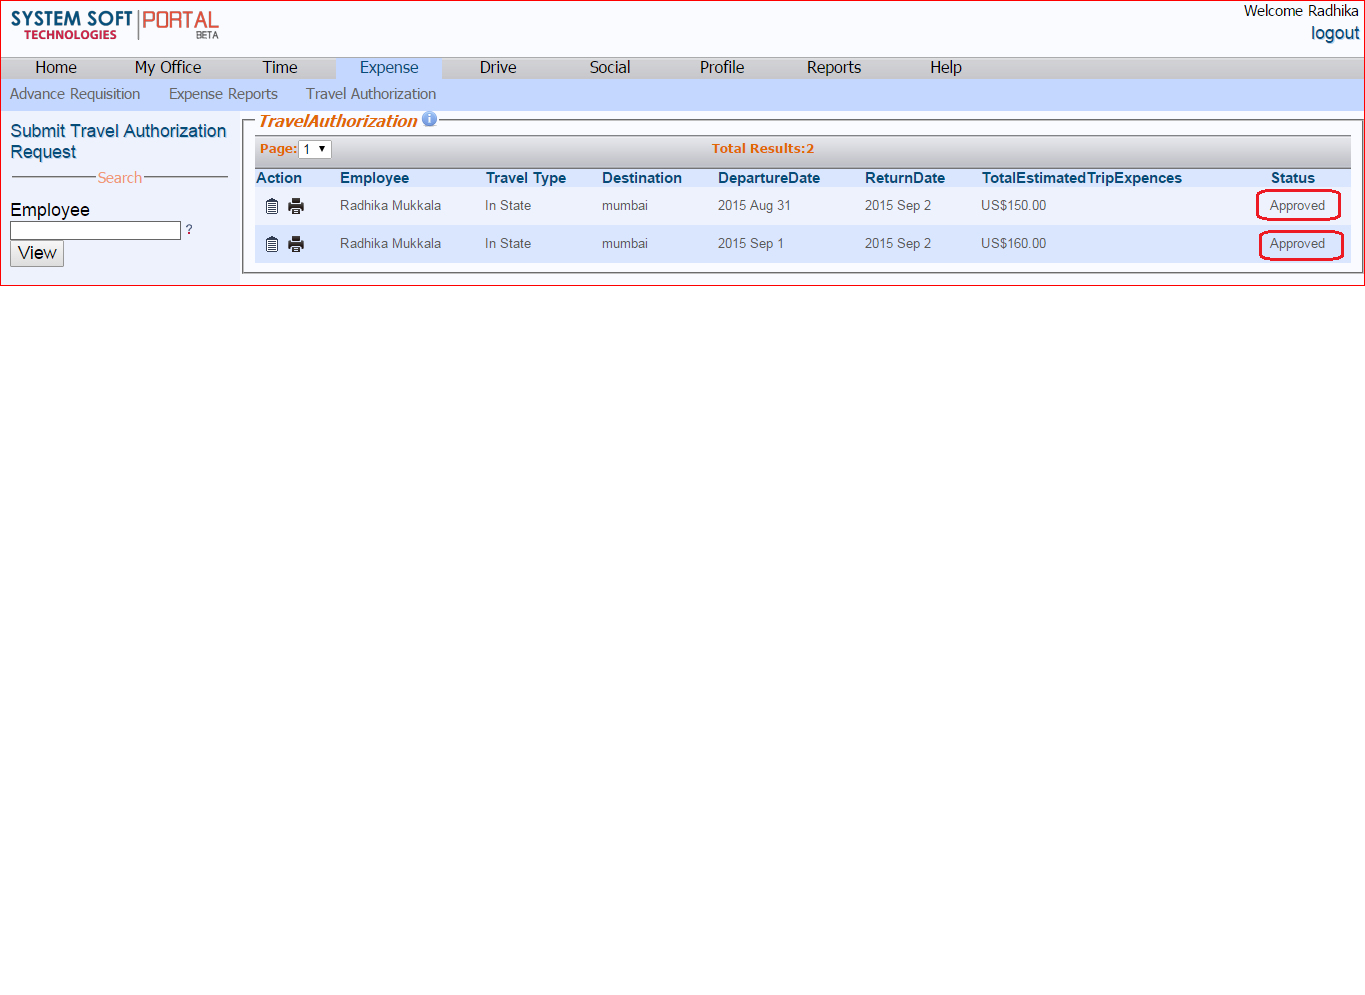 SYSTEM SOFT PORTAL
TECHNOLOGIES BETA
Welcome Radhika
logout
Home My Office Time Expense Drive Social Profile Reports Help
Advance Requisition Expense Reports Travel Authorization
Submit Travel Authorization
Request
Search
Employee
?
View
TravelAuthorization i
Page: 1 Total Results:2
Action Employee Travel Type Destination DepartureDate ReturnDate TotalEstimatedTripExpences Status
Radhika Mukkala In State mumbai 2015 Aug 31 2015 Sep 2 US$150.00 Approved
Radhika Mukkala In State mumbai 2015 Sep 1 2015 Sep 2 US$160.00 Approved